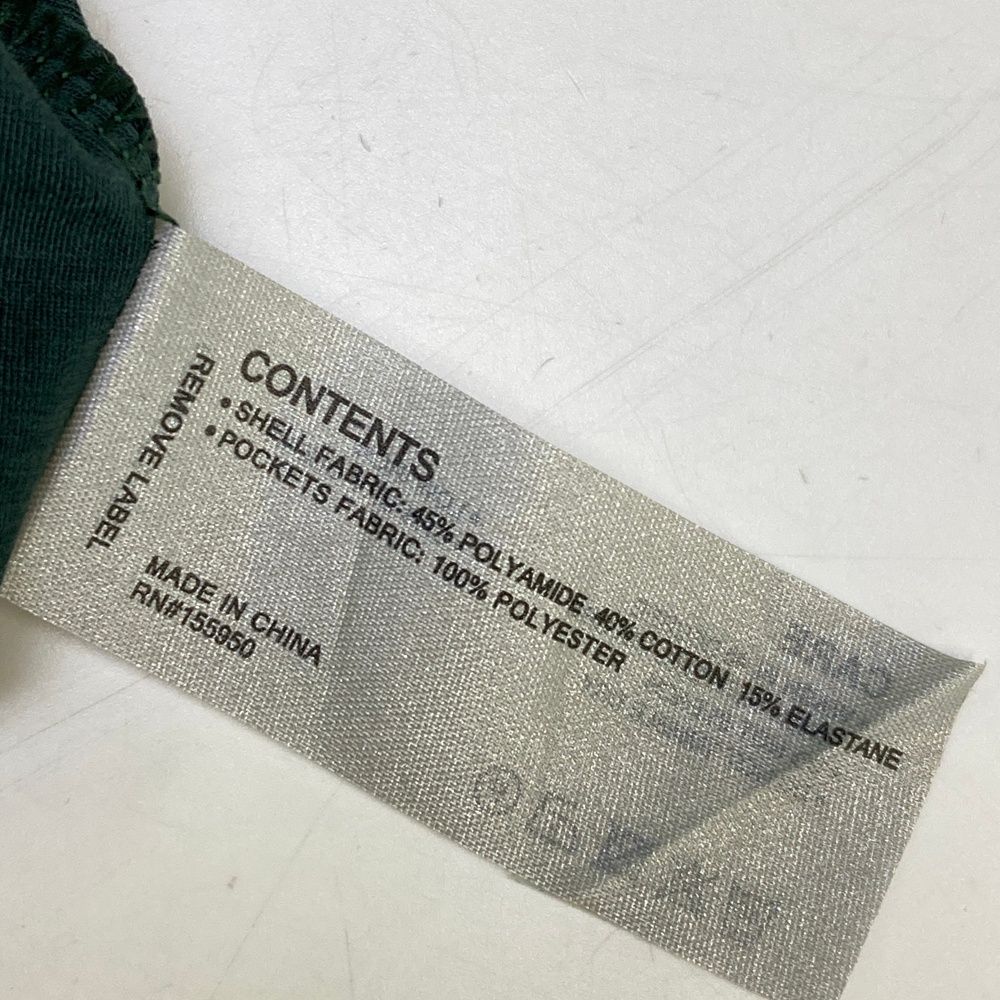 CONTENTS
• SHELL FABRIC: 45% POLYAMIDE 40% COTTON 15% ELASTANE
• POCKETS FABRIC: 100% POLYESTER
REMOVE LABEL
MADE IN CHINA
RN#155950